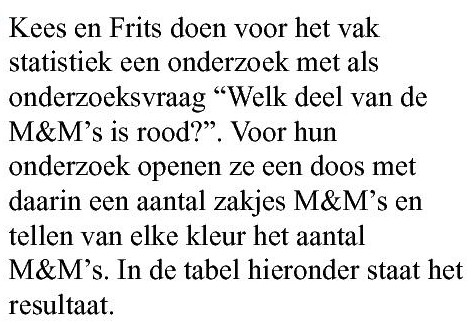 Kees en Frits doen voor het vak
statistiek een onderzoek met als
onderzoeksvraag “Welk deel van de
M&M’s is rood?”. Voor hun
onderzoek openen ze een doos met
daarin een aantal zakjes M&M’s en
tellen van elke kleur het aantal
M&M’s. In de tabel hieronder staat het
resultaat.